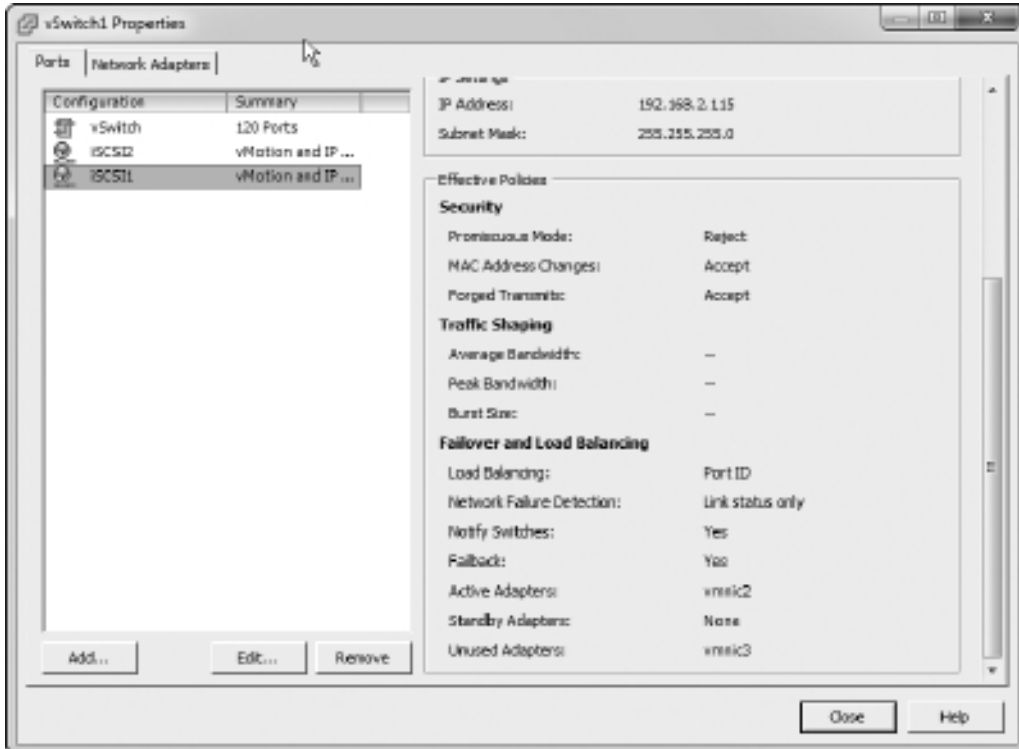 vSwitch1 Properties
Ports Network Adapters
Configuration Summary
vSwitch 120 Ports
iSCSI2 vMotion and IP ...
iSCSI1 vMotion and IP ...
IP Settings
IP Address: 192.168.2.115
Subnet Mask: 255.255.255.0
Effective Policies
Security
Promiscuous Mode: Reject
MAC Address Changes: Accept
Forged Transmits: Accept
Traffic Shaping
Average Bandwidth: --
Peak Bandwidth: --
Burst Size: --
Failover and Load Balancing
Load Balancing: Port ID
Network Failure Detection: Link status only
Notify Switches: Yes
Failback: Yes
Active Adapters: vmnic2
Standby Adapters: None
Unused Adapters: vmnic3
Add... Edit... Remove
Close Help